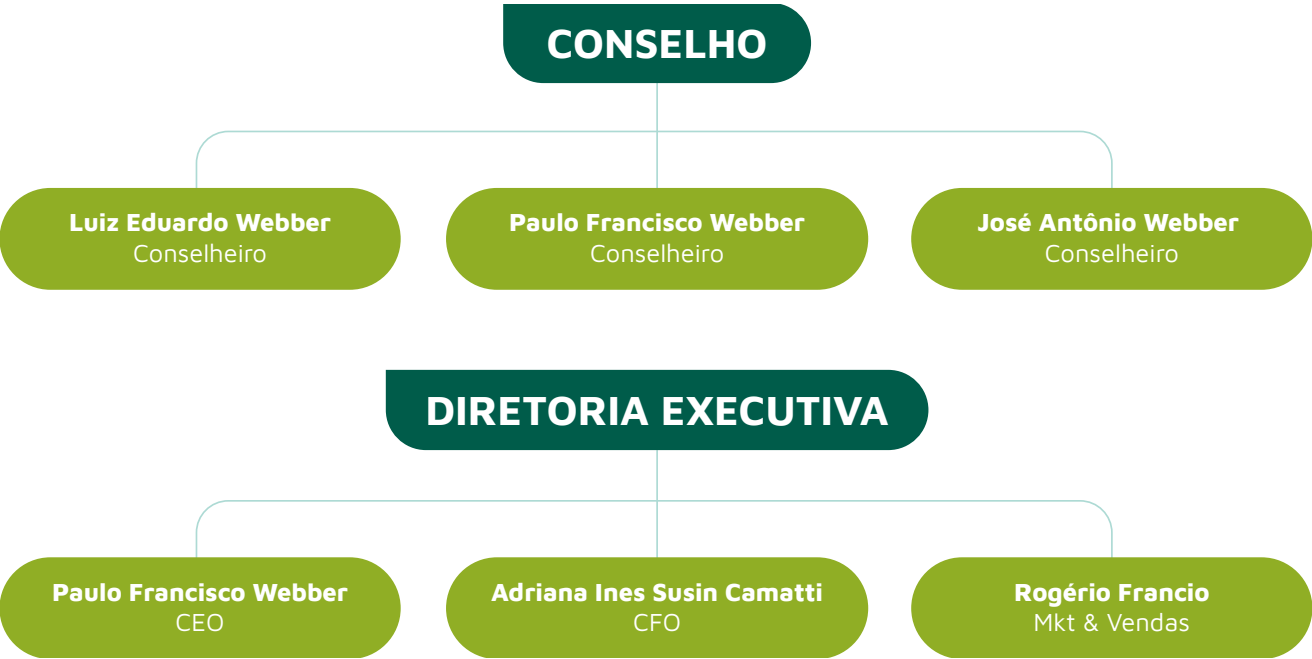 CONSELHO
Luiz Eduardo Webber
Conselheiro
Paulo Francisco Webber
Conselheiro
José Antônio Webber
Conselheiro
DIRETORIA EXECUTIVA
Paulo Francisco Webber
CEO
Adriana Ines Susin Camatti
CFO
Rogério Francio
Mkt & Vendas